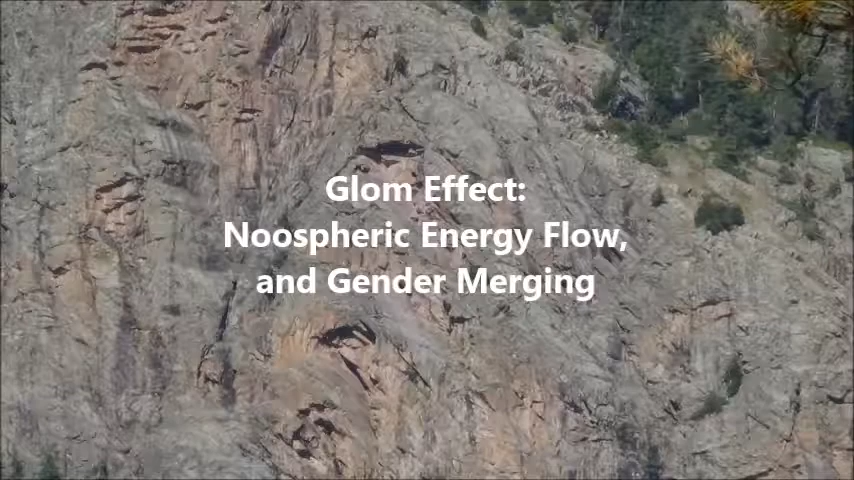 Glom Effect:
Noospheric Energy Flow,
and Gender Merging